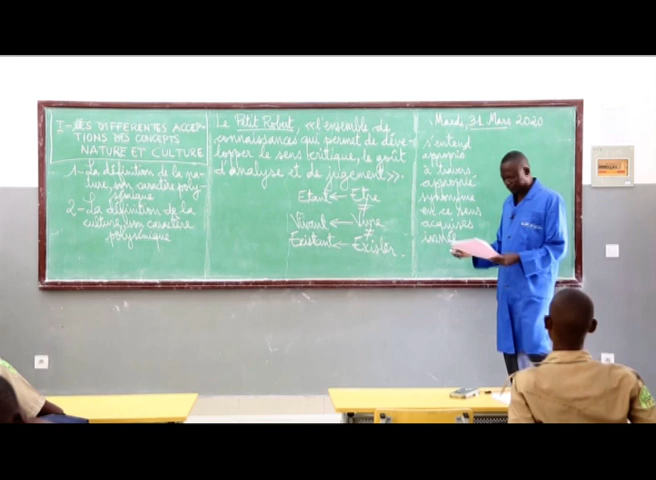 I-LES DIFFERENTES ACCEP-
TIONS DES CONCEPTS
NATURE ET CULTURE
1-La définition de la na-
ture, son caractère poly-
sémique
2-La définition de la
culture, son caractère
polysémique
Le Petit Robert, «l'ensemble de
connaissances qui permet de déve-
lopper le sens critique, le goût
d'analyse et de jugement».
Etant ← Etre
≠
Vivant ← Vivre
≠
Existant ← Exister
Mardi, 31 Mars 2020
s'entend
à travers
approprié
synonyme
en ce sens
acquises